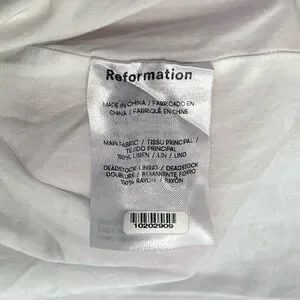 Reformation
MADE IN CHINA / FABRICADO EN
CHINA / FABRIQUÉ EN CHINE
MAIN FABRIC / TISSU PRINCIPAL /
TEJIDO PRINCIPAL
100% LINEN / LIN / LINO
DEADSTOCK LINING / DEADSTOCK
DOUBLURE / REMANENTE FORRO
100% RAYON / RAYÓN
10202909